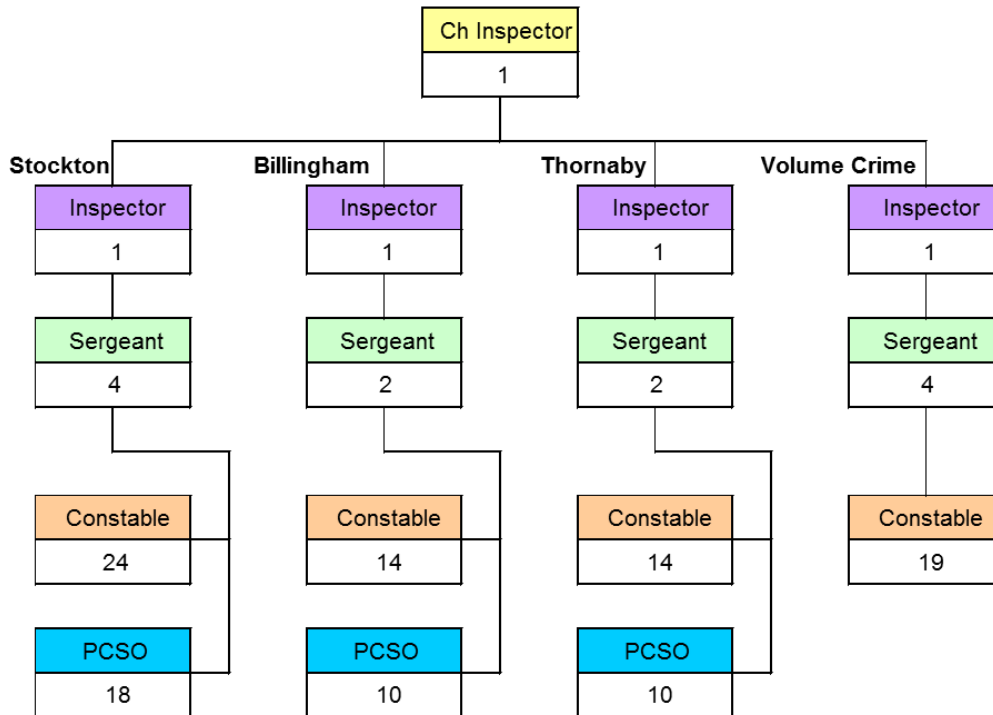 Ch Inspector
1
Stockton Billingham Thornaby Volume Crime
Inspector Inspector Inspector Inspector
1 1 1 1
Sergeant Sergeant Sergeant Sergeant
4 2 2 4
Constable Constable Constable Constable
24 14 14 19
PCSO PCSO PCSO
18 10 10